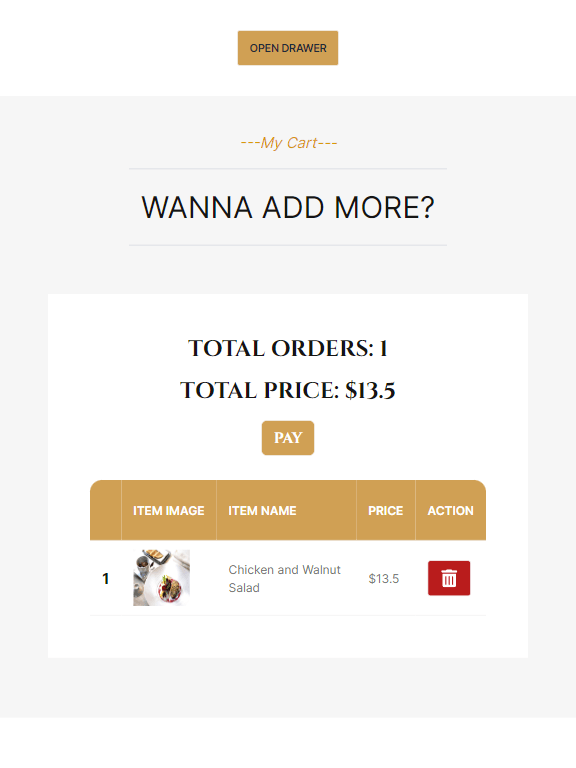 OPEN DRAWER
---My Cart---
WANNA ADD MORE?
TOTAL ORDERS: 1
TOTAL PRICE: $13.5
PAY
ITEM IMAGE ITEM NAME PRICE ACTION
1 Chicken and Walnut Salad $13.5